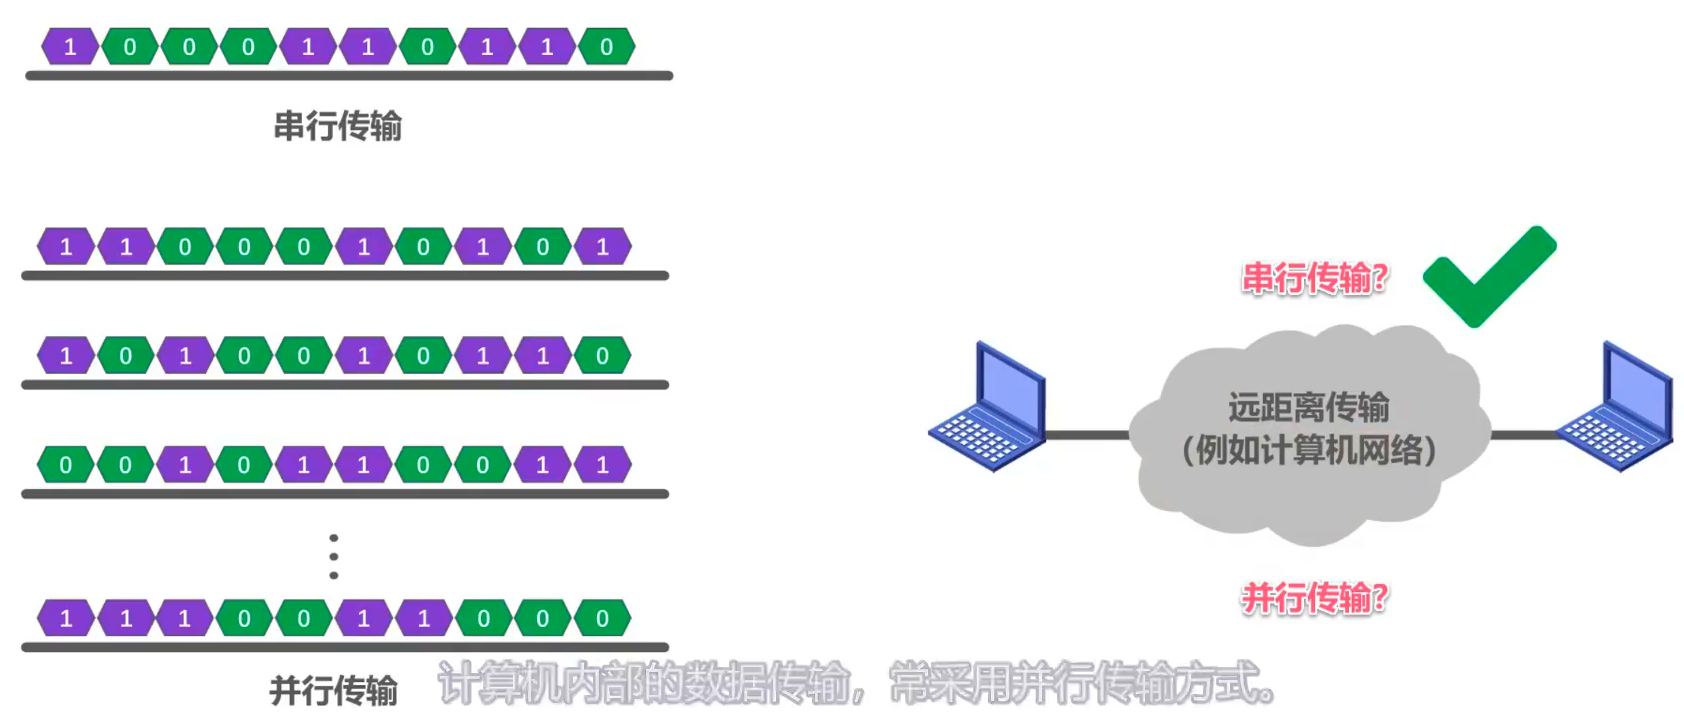 1 0 0 0 1 1 0 1 1 0
串行传输
1 1 0 0 0 1 0 1 0 1
1 0 1 0 0 1 0 1 1 0
0 0 1 0 1 1 0 0 1 1
1 1 1 0 0 1 1 0 0 0
并行传输
串行传输?
远距离传输
(例如计算机网络)
并行传输?
计算机内部的数据传输，常采用并行传输方式。